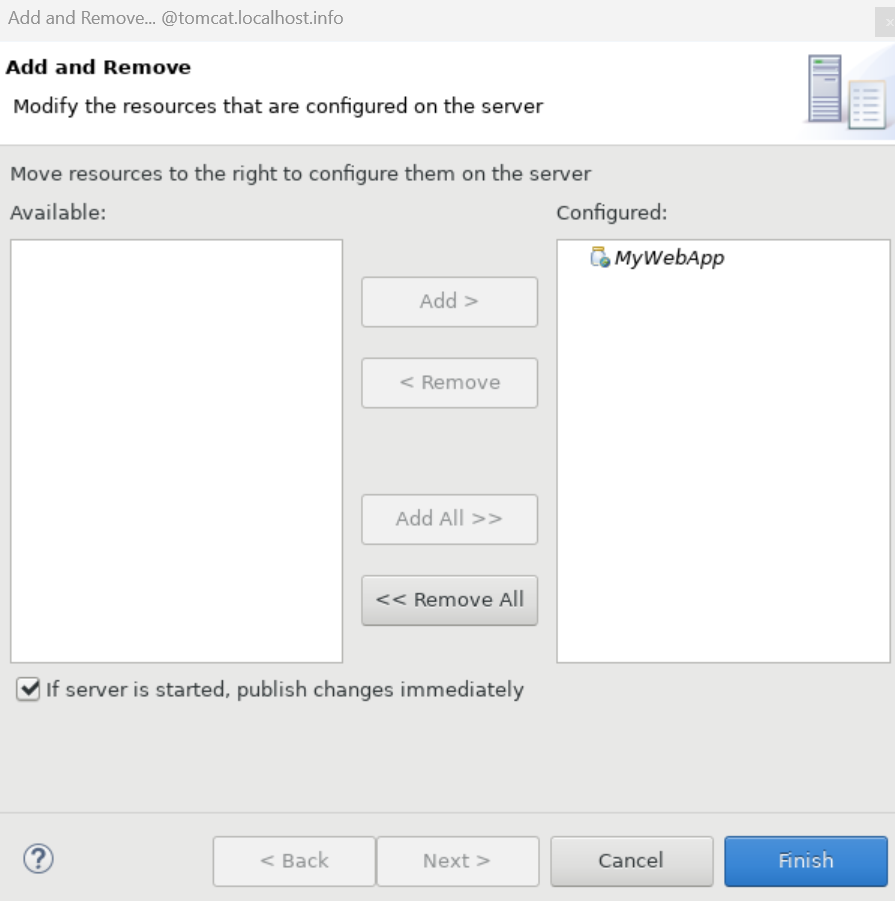 Add and Remove... @tomcat.localhost.info
x
Add and Remove
Modify the resources that are configured on the server
Move resources to the right to configure them on the server
Available:
Configured:
MyWebApp
Add >
< Remove
Add All >>
<< Remove All
If server is started, publish changes immediately
?
< Back
Next >
Cancel
Finish